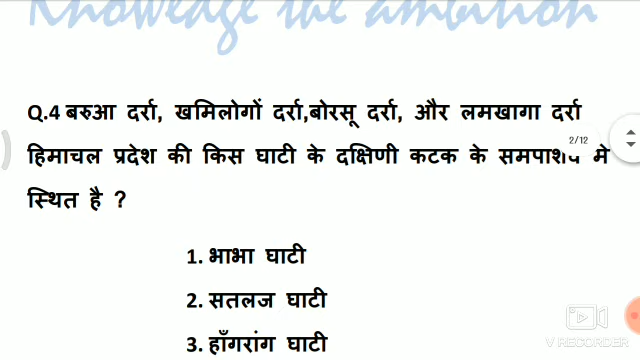 Knowledge the ambition
Q.4 बरुआ दर्रा, खमिलोगों दर्रा,बोरसू दर्रा, और लमखागा दर्रा
2/12
हिमाचल प्रदेश की किस घाटी के दक्षिणी कटक के में
स्थित है ?
1. भाभा घाटी
2. सतलज घाटी
3. हाँगरांग घाटी
V RECORDER